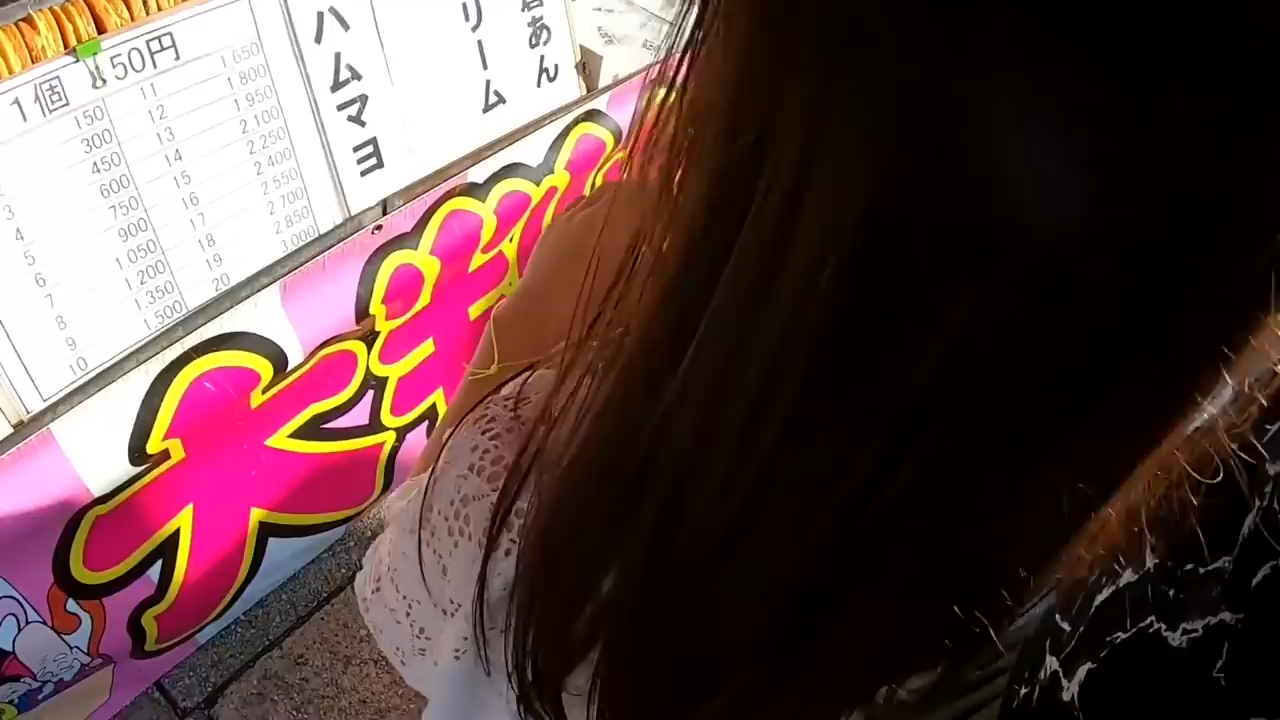 1個 150円
150 11 1,650
300 12 1,800
3 450 13 1,950
4 600 14 2,100
5 750 15 2,250
6 900 16 2,400
7 1,050 17 2,550
8 1,200 18 2,700
9 1,350 19 2,850
10 1,500 20 3,000
ハムマヨ
リーム
あん
大判